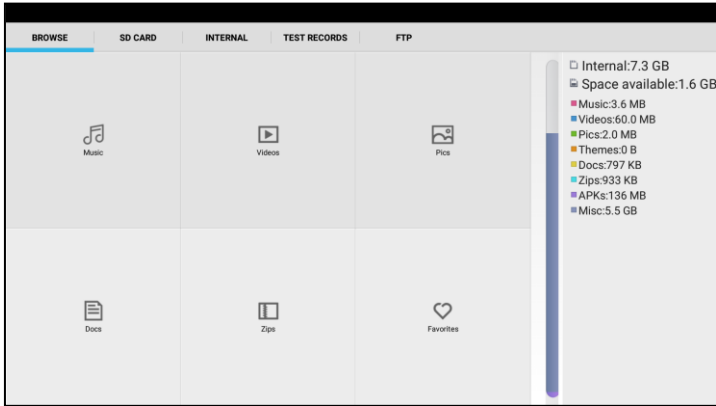 BROWSE SD CARD INTERNAL TEST RECORDS FTP
Music Videos Pics
Docs Zips Favorites
Internal:7.3 GB
Space available:1.6 GB
Music:3.6 MB
Videos:60.0 MB
Pics:2.0 MB
Themes:0 B
Docs:797 KB
Zips:933 KB
APKs:136 MB
Misc:5.5 GB